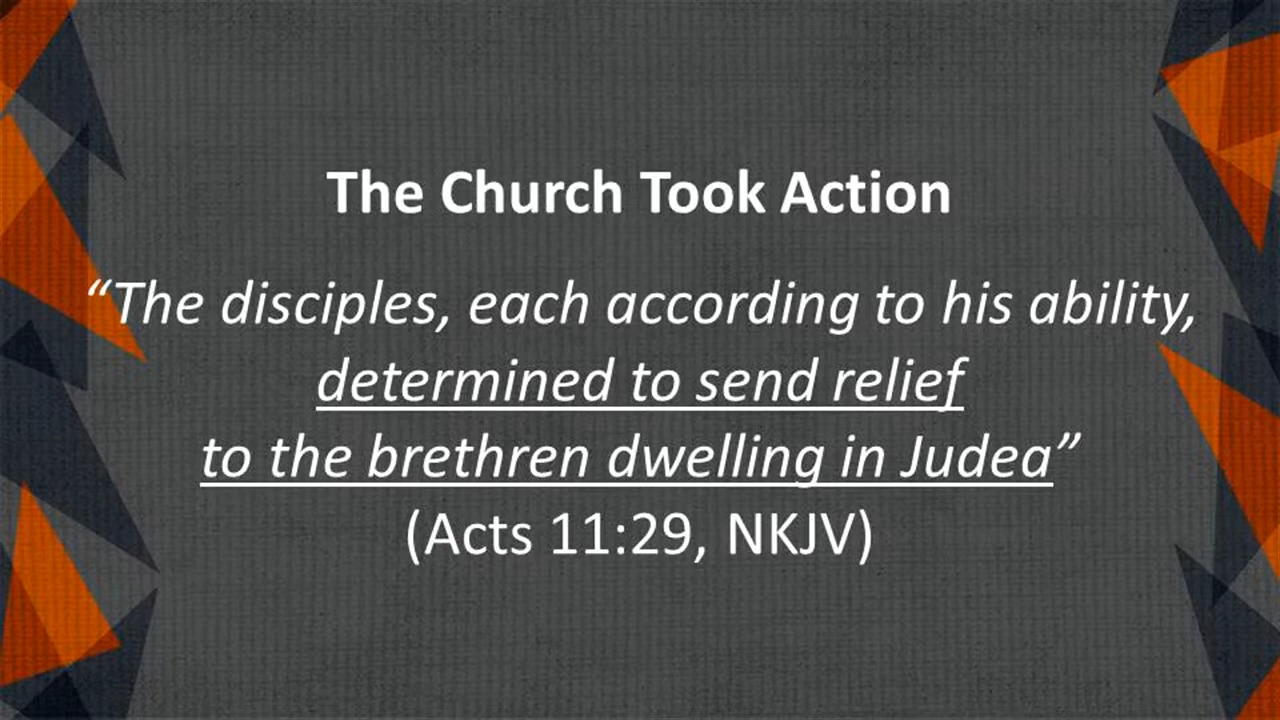 The Church Took Action
“The disciples, each according to his ability,
determined to send relief
to the brethren dwelling in Judea”
(Acts 11:29, NKJV)